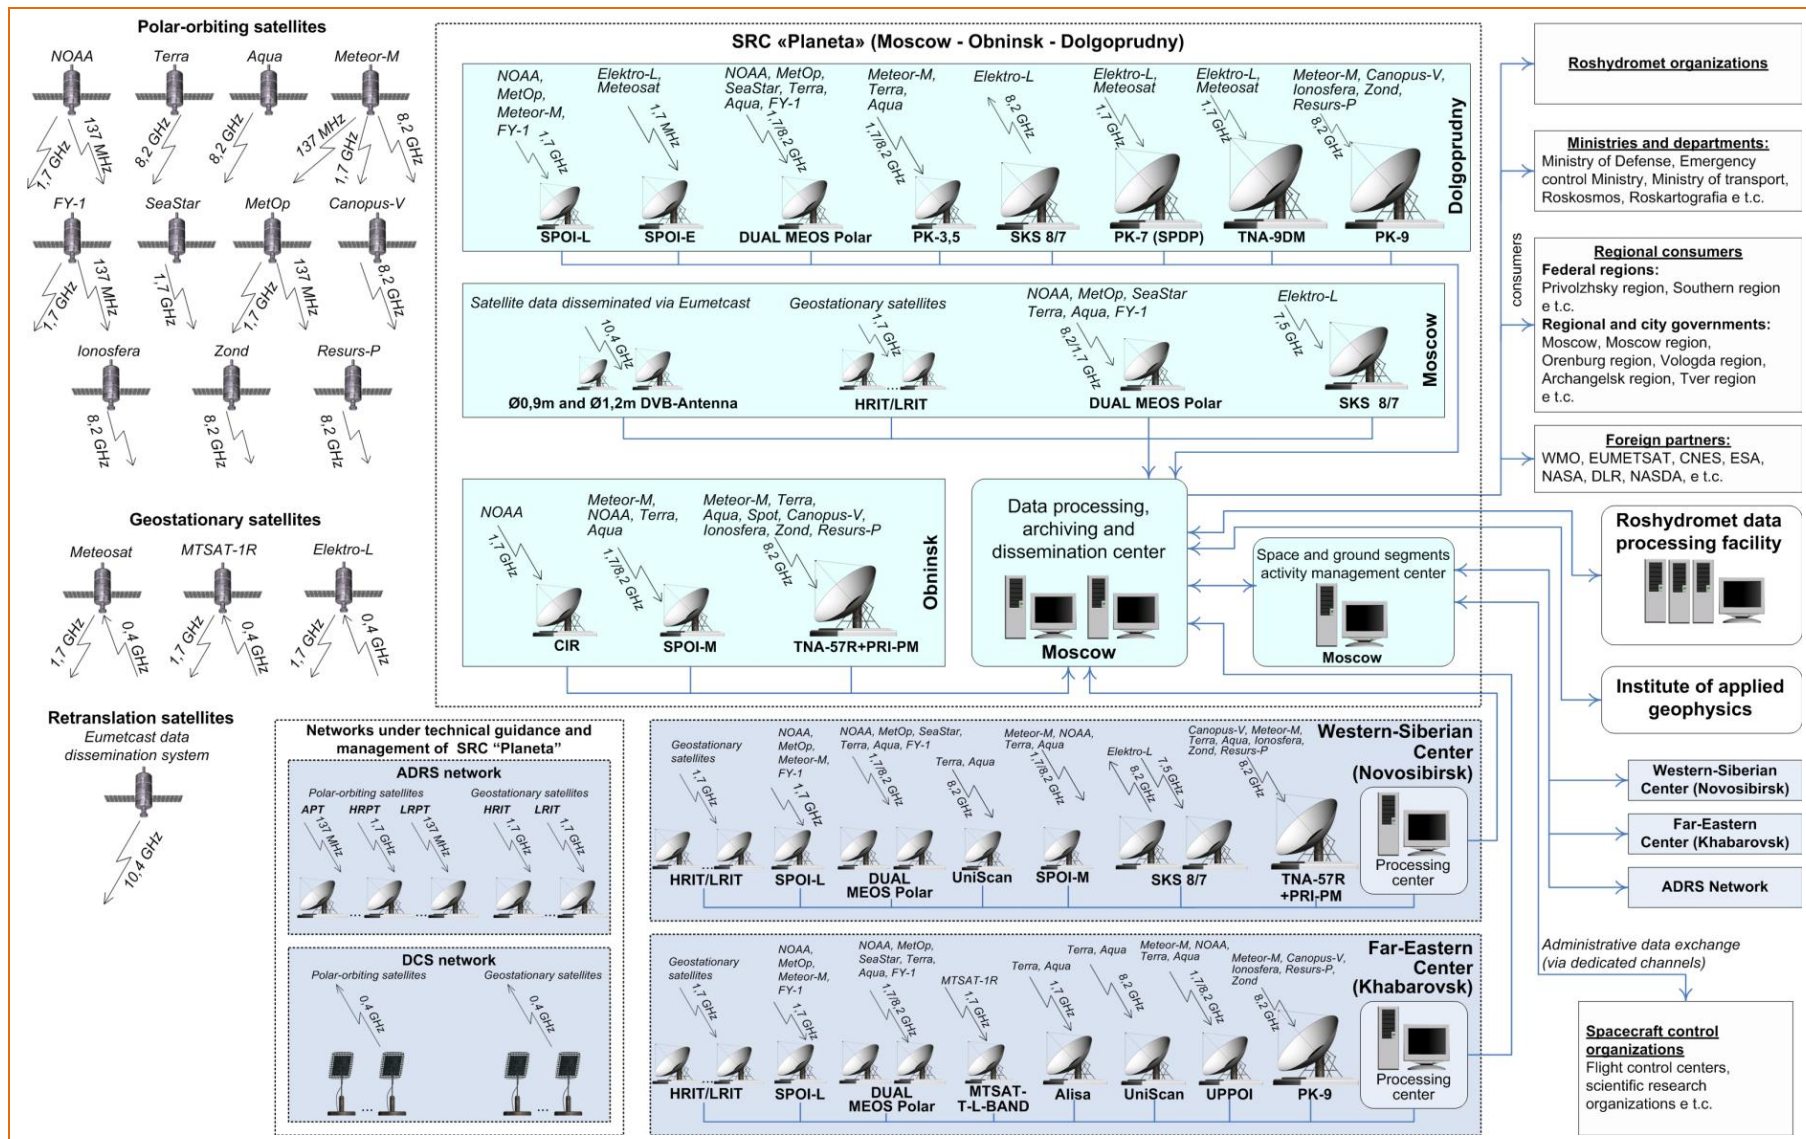 Polar-orbiting satellites
NOAA
Terra
Aqua
Meteor-M
1,7 GHz
137 MHz
8,2 GHz
8,2 GHz
137 MHz
1,7 GHz
8,2 GHz
FY-1
SeaStar
MetOp
Canopus-V
1,7 GHz
137 MHz
1,7 GHz
1,7 GHz
137 MHz
8,2 GHz
Ionosfera
Zond
Resurs-P
8,2 GHz
8,2 GHz
8,2 GHz
Geostationary satellites
Meteosat
MTSAT-1R
Elektro-L
1,7 GHz
0,4 GHz
1,7 GHz
0,4 GHz
1,7 GHz
0,4 GHz
Retranslation satellites
Eumetcast data
dissemination system
10,4 GHz
SRC «Planeta» (Moscow - Obninsk - Dolgoprudny)
NOAA,
MetOp,
Meteor-M,
FY-1
1,7 GHz
SPOI-L
Elektro-L,
Meteosat
1,7 MHz
SPOI-E
NOAA, MetOp,
SeaStar, Terra,
Aqua, FY-1
1,7/8,2 GHz
DUAL MEOS Polar
Meteor-M,
Terra,
Aqua
1,7/8,2 GHz
PK-3,5
Elektro-L
8,2 GHz
SKS 8/7
Elektro-L,
Meteosat
1,7 GHz
PK-7 (SPDP)
Elektro-L,
Meteosat
1,7 GHz
TNA-9DM
Meteor-M, Canopus-V,
Ionosfera, Zond,
Resurs-P
8,2 GHz
PK-9
Dolgoprudny
Satellite data disseminated via Eumetcast
10,4 GHz
Ø0,9m and Ø1,2m DVB-Antenna
Geostationary satellites
1,7 GHz
...
HRIT/LRIT
NOAA, MetOp, SeaStar
Terra, Aqua, FY-1
8,2/1,7 GHz
DUAL MEOS Polar
Elektro-L
7,5 GHz
SKS 8/7
Moscow
NOAA
1,7 GHz
CIR
Meteor-M,
NOAA, Terra,
Aqua
1,7/8,2 GHz
SPOI-M
Meteor-M, Terra,
Aqua, Spot, Canopus-V,
Ionosfera, Zond, Resurs-P
8,2 GHz
TNA-57R+PRI-PM
Obninsk
Data processing,
archiving and
dissemination center
Moscow
Space and ground segments
activity management center
Moscow
Networks under technical guidance and
management of SRC “Planeta”
ADRS network
Polar-orbiting satellites
Geostationary satellites
APT
HRPT
LRPT
HRIT
LRIT
137 MHz
1,7 GHz
137 MHz
1,7 GHz
1,7 GHz
...
...
...
DCS network
Polar-orbiting satellites
Geostationary satellites
0,4 GHz
0,4 GHz
...
...
Western-Siberian
Center
(Novosibirsk)
Geostationary
satellites
1,7 GHz
...
HRIT/LRIT
NOAA,
MetOp,
Meteor-M,
FY-1
1,7 GHz
SPOI-L
NOAA, MetOp, SeaStar,
Terra, Aqua, FY-1
1,7/8,2 GHz
DUAL
MEOS Polar
Terra, Aqua
8,2 GHz
UniScan
Meteor-M, NOAA,
Terra, Aqua
1,7/8,2 GHz
SPOI-M
Elektro-L
8,2 GHz
7,5 GHz
SKS 8/7
Canopus-V, Meteor-M,
Terra, Aqua, Ionosfera,
Zond, Resurs-P
8,2 GHz
TNA-57R
+PRI-PM
Processing
center
Far-Eastern
Center
(Khabarovsk)
Geostationary
satellites
1,7 GHz
...
HRIT/LRIT
NOAA,
MetOp,
Meteor-M,
FY-1
1,7 GHz
SPOI-L
NOAA, MetOp,
SeaStar, Terra,
Aqua, FY-1
1,7/8,2 GHz
DUAL
MEOS Polar
MTSAT-1R
1,7 GHz
MTSAT-
T-L-BAND
Terra, Aqua
1,7 GHz
Alisa
Terra, Aqua
8,2 GHz
UniScan
Meteor-M, NOAA,
Terra, Aqua
1,7/8,2 GHz
UPPOI
Meteor-M, Canopus-V,
Ionosfera, Resurs-P,
Zond
8,2 GHz
PK-9
Processing
center
consumers
Roshydromet organizations
Ministries and departments:
Ministry of Defense, Emergency
control Ministry, Ministry of transport,
Roskosmos, Roskartografia e t.c.
Regional consumers
Federal regions:
Privolzhsky region, Southern region
e t.c.
Regional and city governments:
Moscow, Moscow region,
Orenburg region, Vologda region,
Archangelsk region, Tver region
e t.c.
Foreign partners:
WMO, EUMETSAT, CNES, ESA,
NASA, DLR, NASDA, e t.c.
Roshydromet data
processing facility
Institute of applied
geophysics
Western-Siberian
Center (Novosibirsk)
Far-Eastern
Center (Khabarovsk)
ADRS Network
Administrative data exchange
(via dedicated channels)
Spacecraft control
organizations
Flight control centers,
scientific research
organizations e t.c.